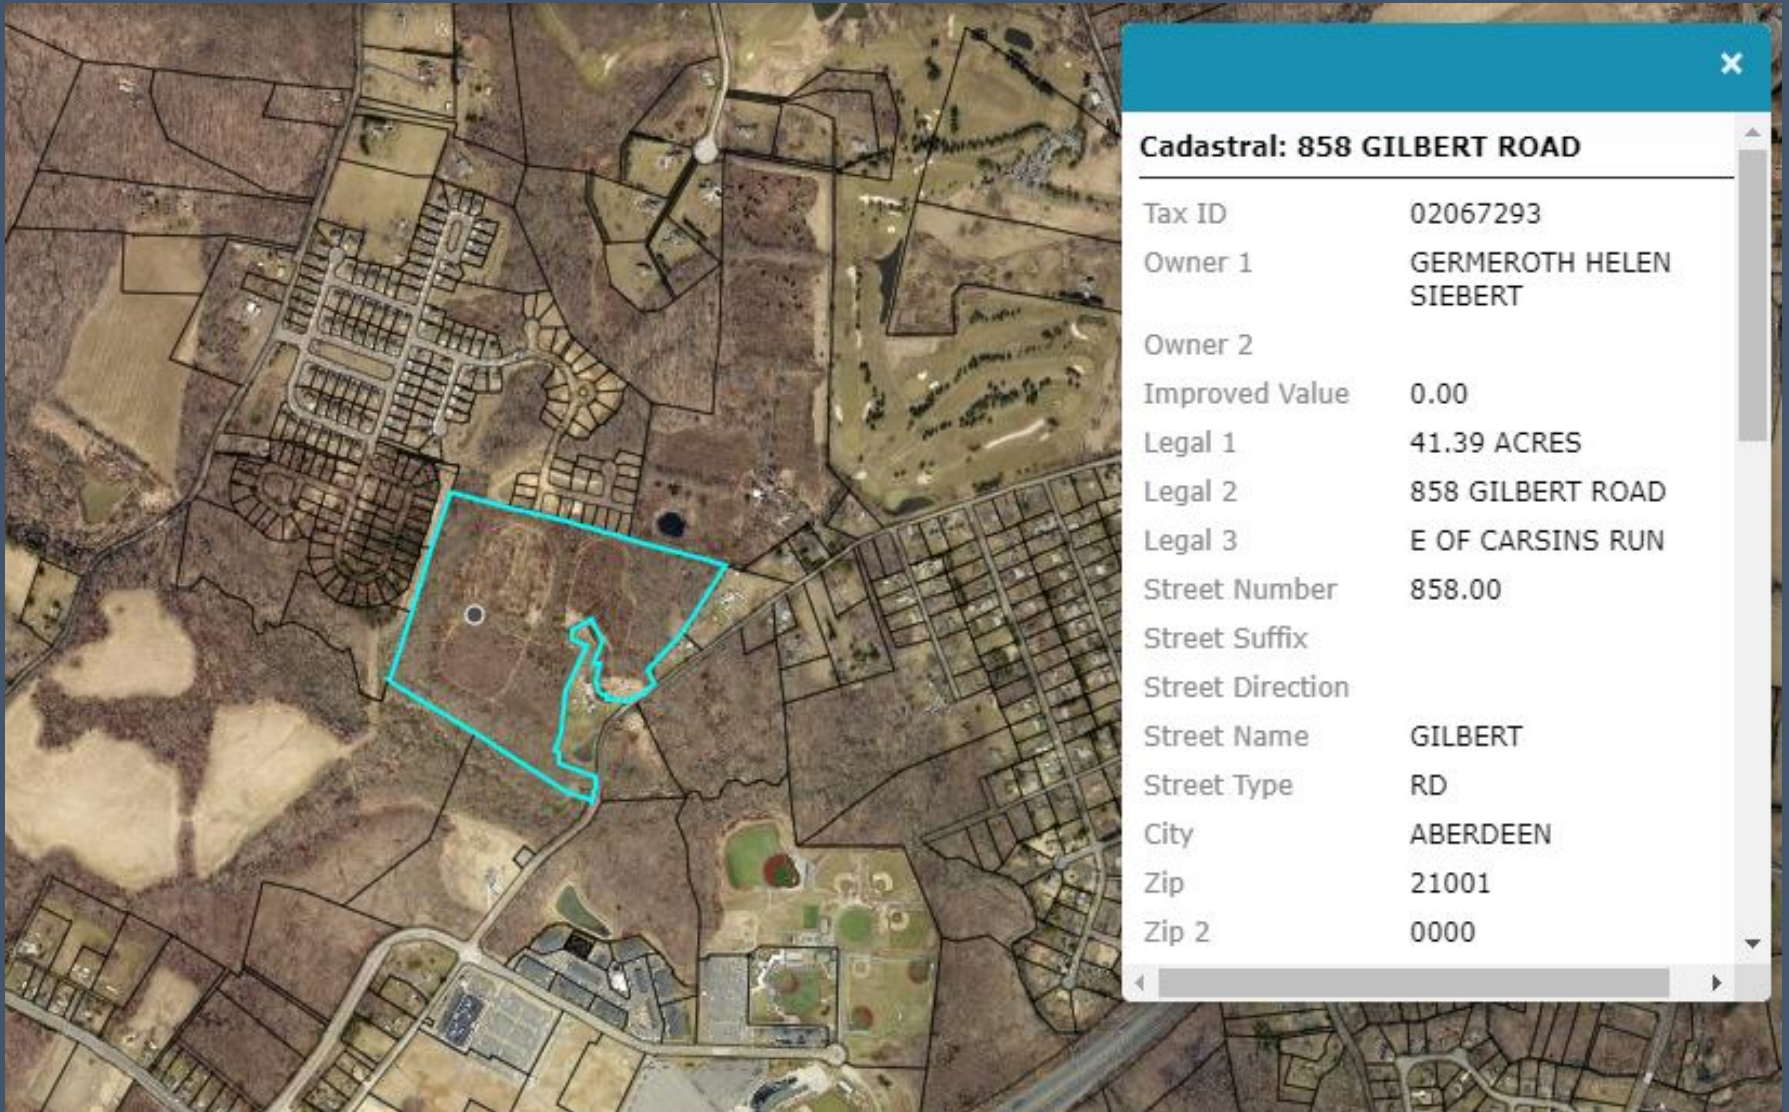 ×
Cadastral: 858 GILBERT ROAD
Tax ID 02067293
Owner 1 GERMEROTH HELEN
SIEBERT
Owner 2
Improved Value 0.00
Legal 1 41.39 ACRES
Legal 2 858 GILBERT ROAD
Legal 3 E OF CARSINS RUN
Street Number 858.00
Street Suffix
Street Direction
Street Name GILBERT
Street Type RD
City ABERDEEN
Zip 21001
Zip 2 0000